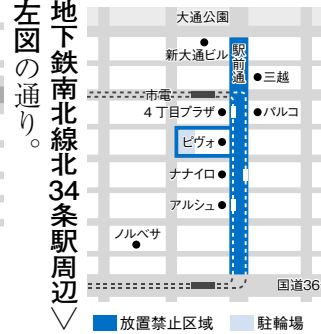 地下鉄南北線北34条駅周辺＞
左図の通り。
大通公園
新大通ビル
駅前通
三越
市電
4丁目プラザ
パルコ
ピヴォ
ナナイロ
アルシュ
ノルベサ
国道36
放置禁止区域
駐輪場